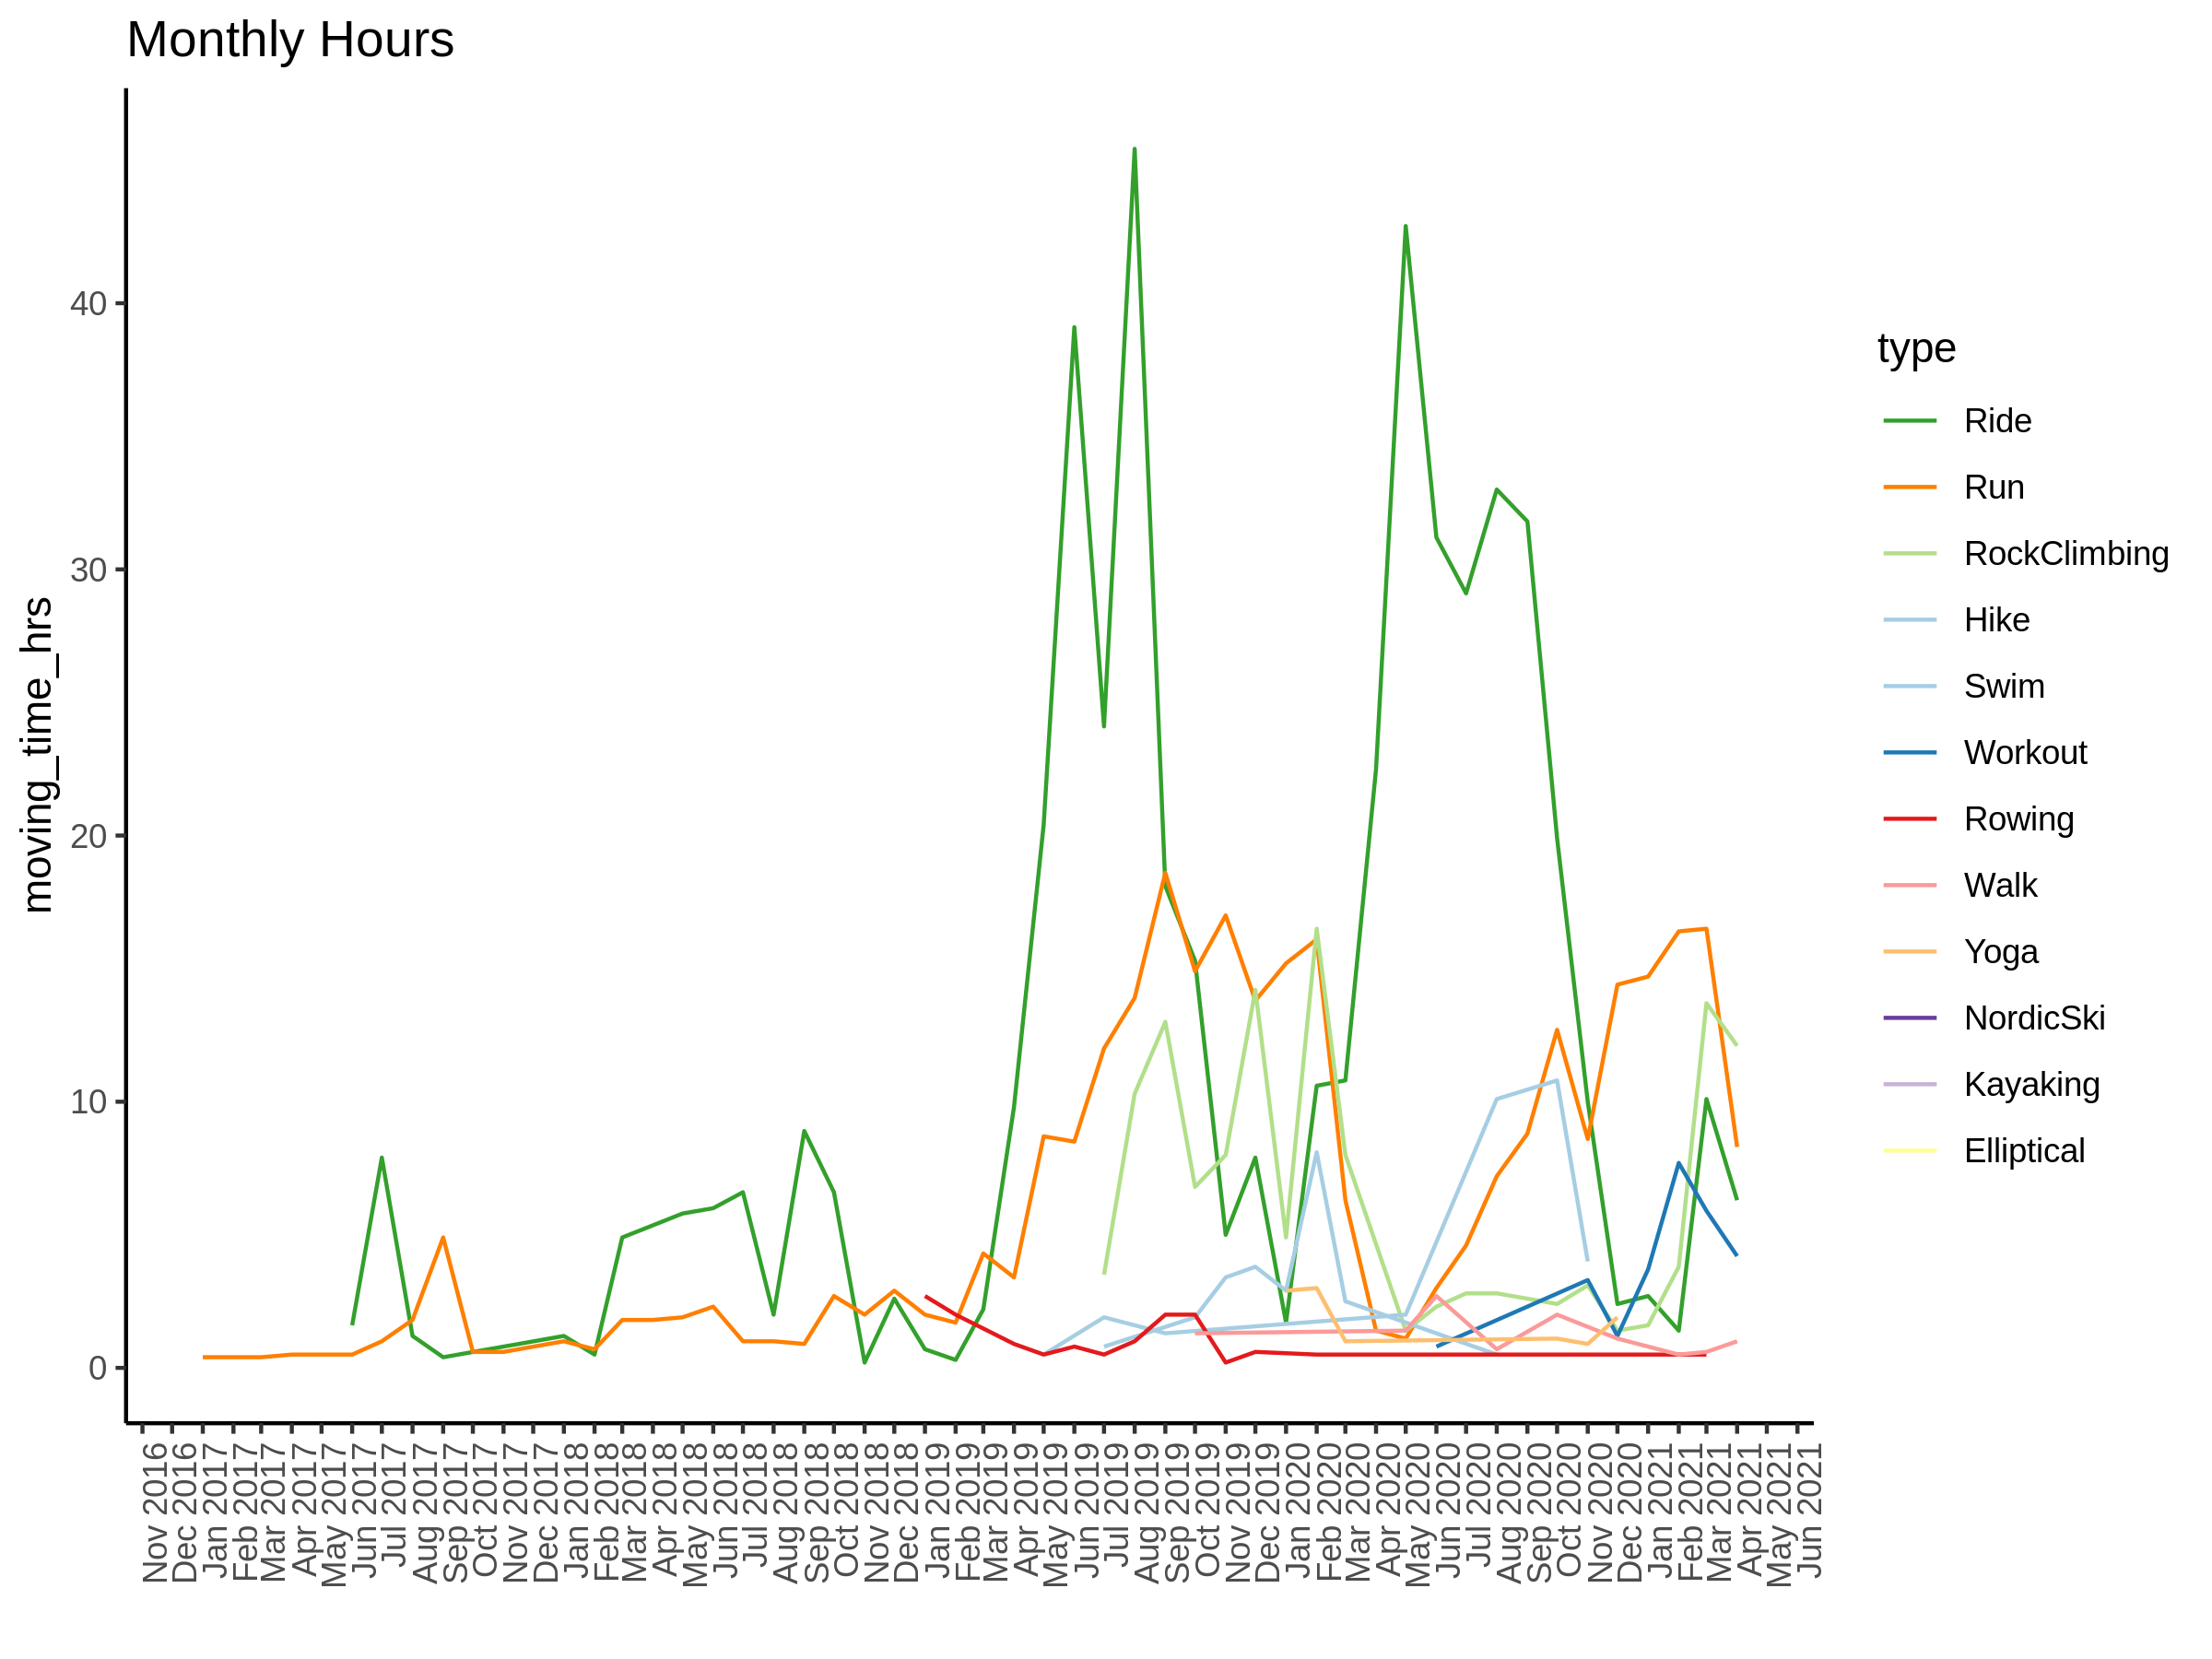 Monthly Hours
moving_time_hrs
40
30
20
10
0
Nov 2016
Dec 2016
Jan 2017
Feb 2017
Mar 2017
Apr 2017
May 2017
Jun 2017
Jul 2017
Aug 2017
Sep 2017
Oct 2017
Nov 2017
Dec 2017
Jan 2018
Feb 2018
Mar 2018
Apr 2018
May 2018
Jun 2018
Jul 2018
Aug 2018
Sep 2018
Oct 2018
Nov 2018
Dec 2018
Jan 2019
Feb 2019
Mar 2019
Apr 2019
May 2019
Jun 2019
Jul 2019
Aug 2019
Sep 2019
Oct 2019
Nov 2019
Dec 2019
Jan 2020
Feb 2020
Mar 2020
Apr 2020
May 2020
Jun 2020
Jul 2020
Aug 2020
Sep 2020
Oct 2020
Nov 2020
Dec 2020
Jan 2021
Feb 2021
Mar 2021
Apr 2021
May 2021
Jun 2021
type
Ride
Run
RockClimbing
Hike
Swim
Workout
Rowing
Walk
Yoga
NordicSki
Kayaking
Elliptical